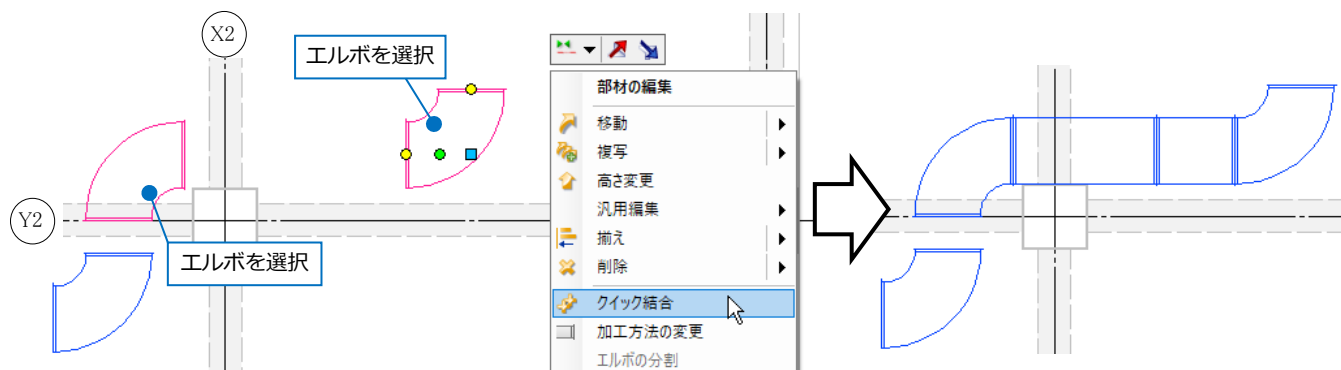 X2
エルボを選択
Y2
エルボを選択
部材の編集
移動
複写
高さ変更
汎用編集
揃え
削除
クイック結合
加工方法の変更
エルボの分割